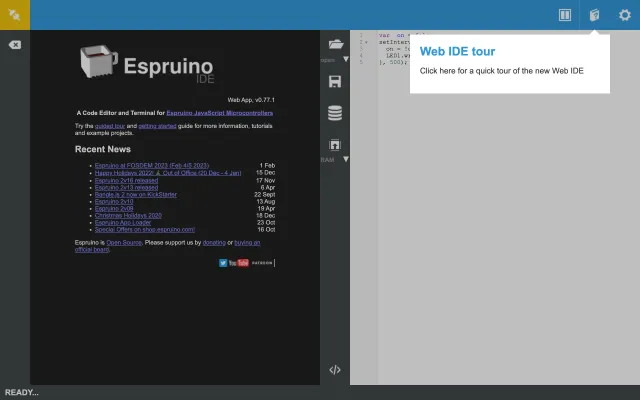 Espruino
IDE
Web App, v0.77.1
A Code Editor and Terminal for Espruino JavaScript Microcontrollers
Try the guided tour and getting started guide for more information, tutorials
and example projects.
Recent News
Espruino at FOSDEM 2023 (Feb 4/5 2023) 1 Feb
Happy Holidays 2022! 🎄 Out of Office (20 Dec - 4 Jan) 15 Dec
Espruino 2v16 released 17 Nov
Espruino 2v13 released 6 Apr
Bangle.js 2 now on KickStarter 22 Sept
Espruino 2v10 13 Aug
Espruino 2v09 19 Apr
Christmas Holidays 2020 18 Dec
Espruino App Loader 23 Oct
Special Offers on shop.espruino.com! 16 Oct
Espruino is Open Source. Please support us by donating or buying an
official board.
YouTube
PATREON
RAM
1 var on
2 setInterv
3 on = !
4 LED1.w
5 }, 500);
Web IDE tour
Click here for a quick tour of the new Web IDE
READY...